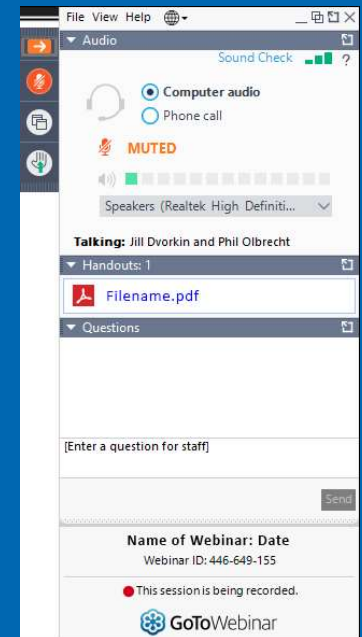 File View Help
Audio
Sound Check ?
Computer audio
Phone call
MUTED
Speakers (Realtek High Definiti...
Talking: Jill Dvorkin and Phil Olbrecht
Handouts: 1
Filename.pdf
Questions
[Enter a question for staff]
Send
Name of Webinar: Date
Webinar ID: 446-649-155
This session is being recorded.
GoToWebinar